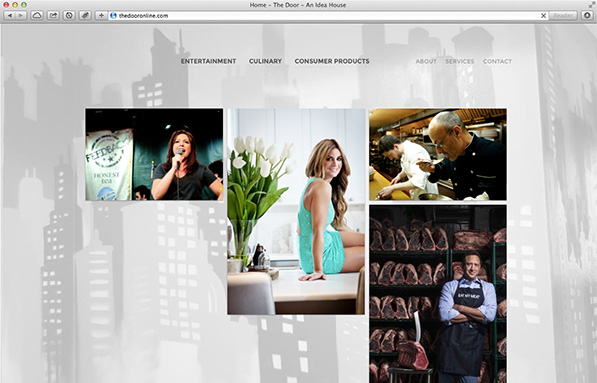 Home – The Door – An Idea House
thedooronline.com
Reader
ENTERTAINMENT CULINARY CONSUMER PRODUCTS
ABOUT SERVICES CONTACT
FEEDBACK
HONEST
tea
EAT MY MEAT